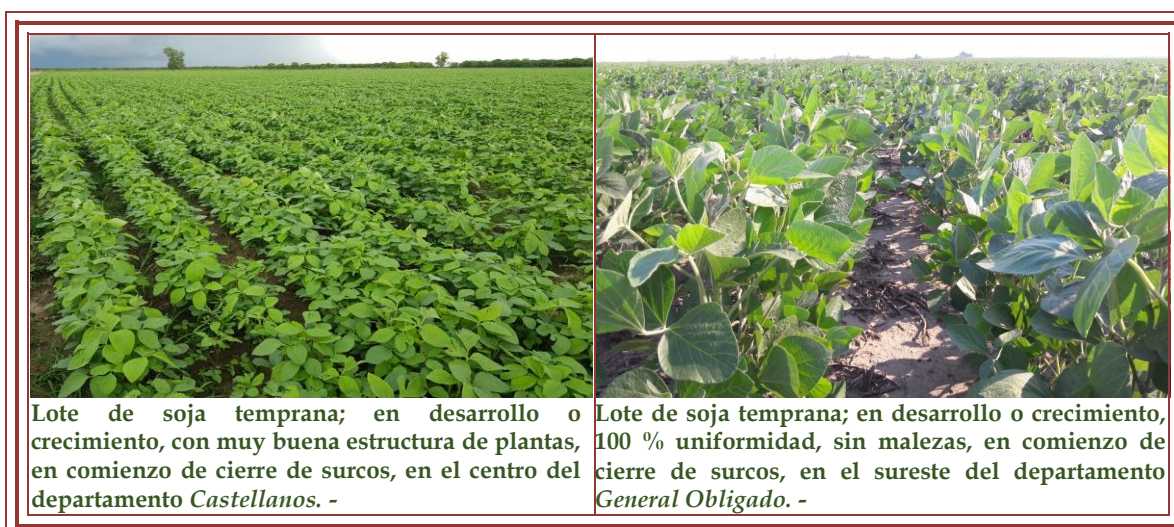 Lote de soja temprana; en desarrollo o
crecimiento, con muy buena estructura de plantas,
en comienzo de cierre de surcos, en el centro del
departamento Castellanos. -
Lote de soja temprana; en desarrollo o crecimiento,
100 % uniformidad, sin malezas, en comienzo de
cierre de surcos, en el sureste del departamento
General Obligado. -